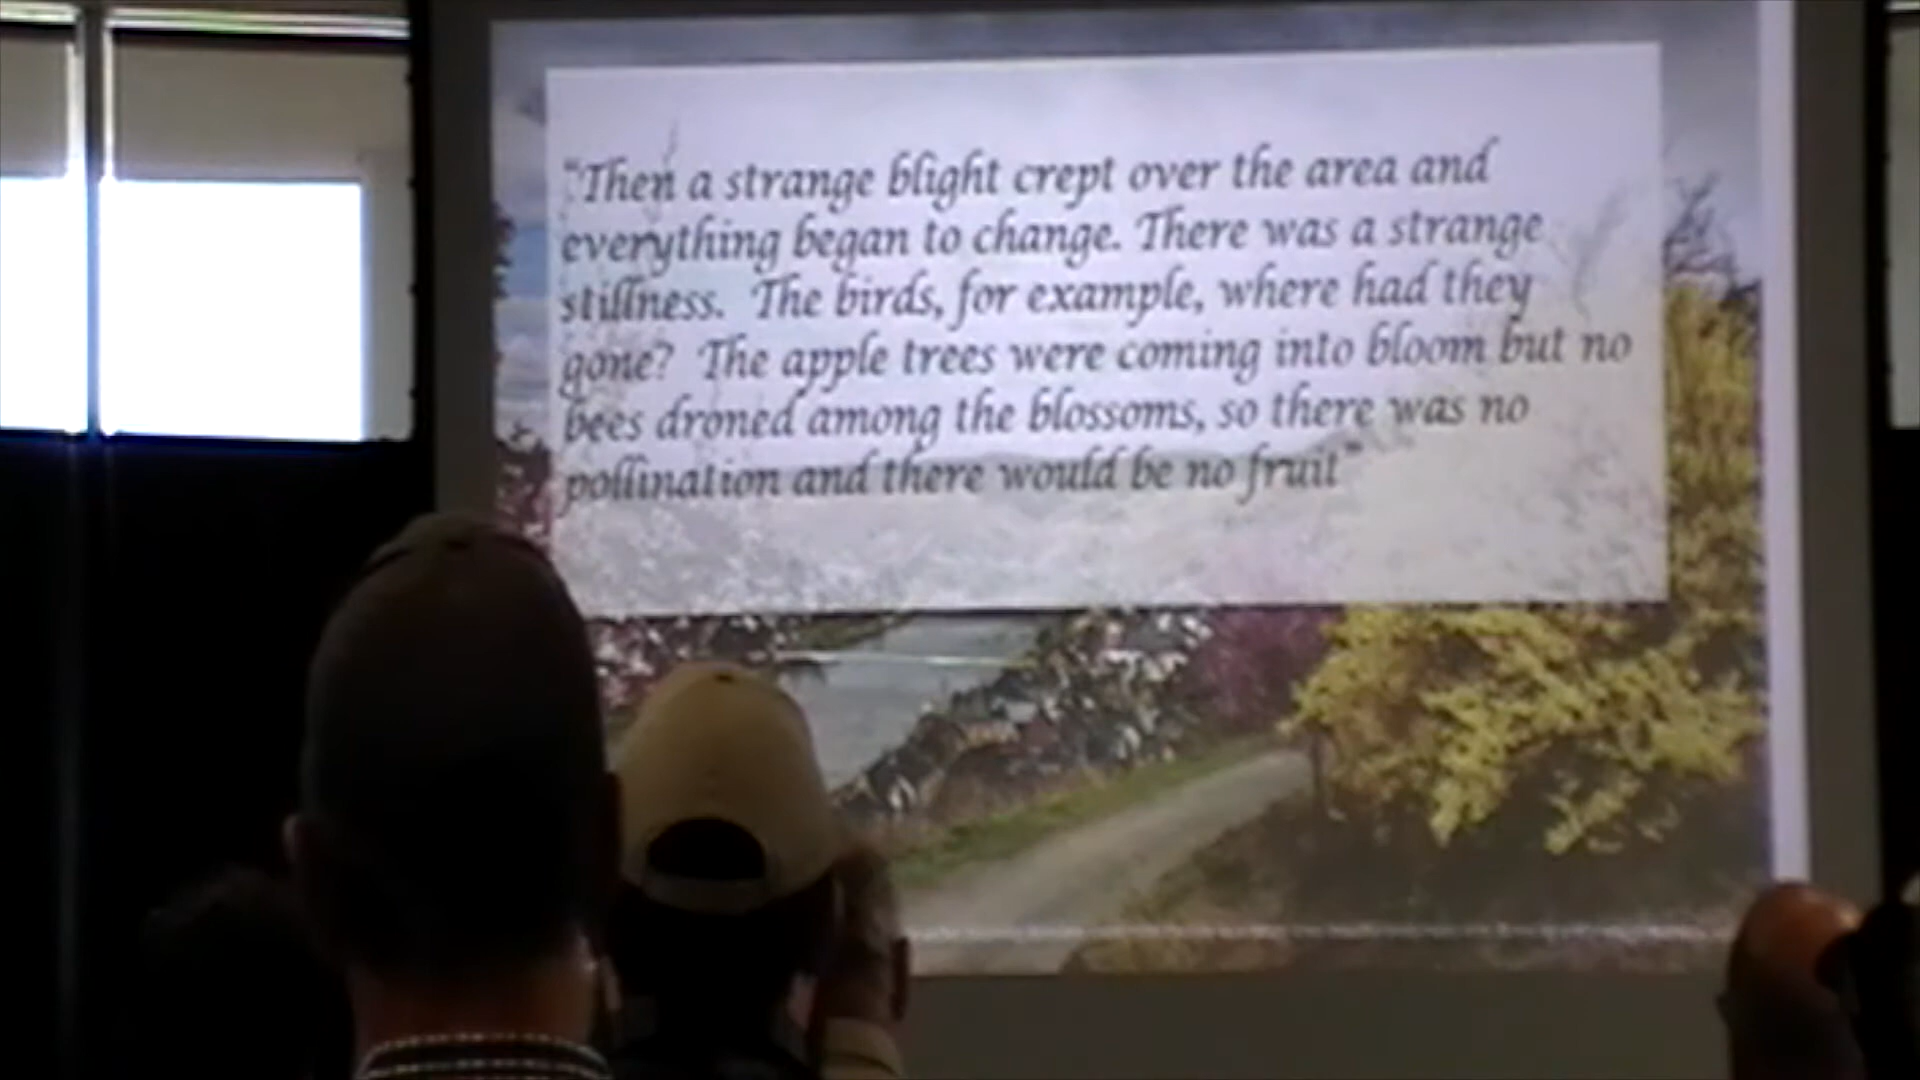 “Then a strange blight crept over the area and
everything began to change. There was a strange
stillness. The birds, for example, where had they
gone? The apple trees were coming into bloom but no
bees droned among the blossoms, so there was no
pollination and there would be no fruit”